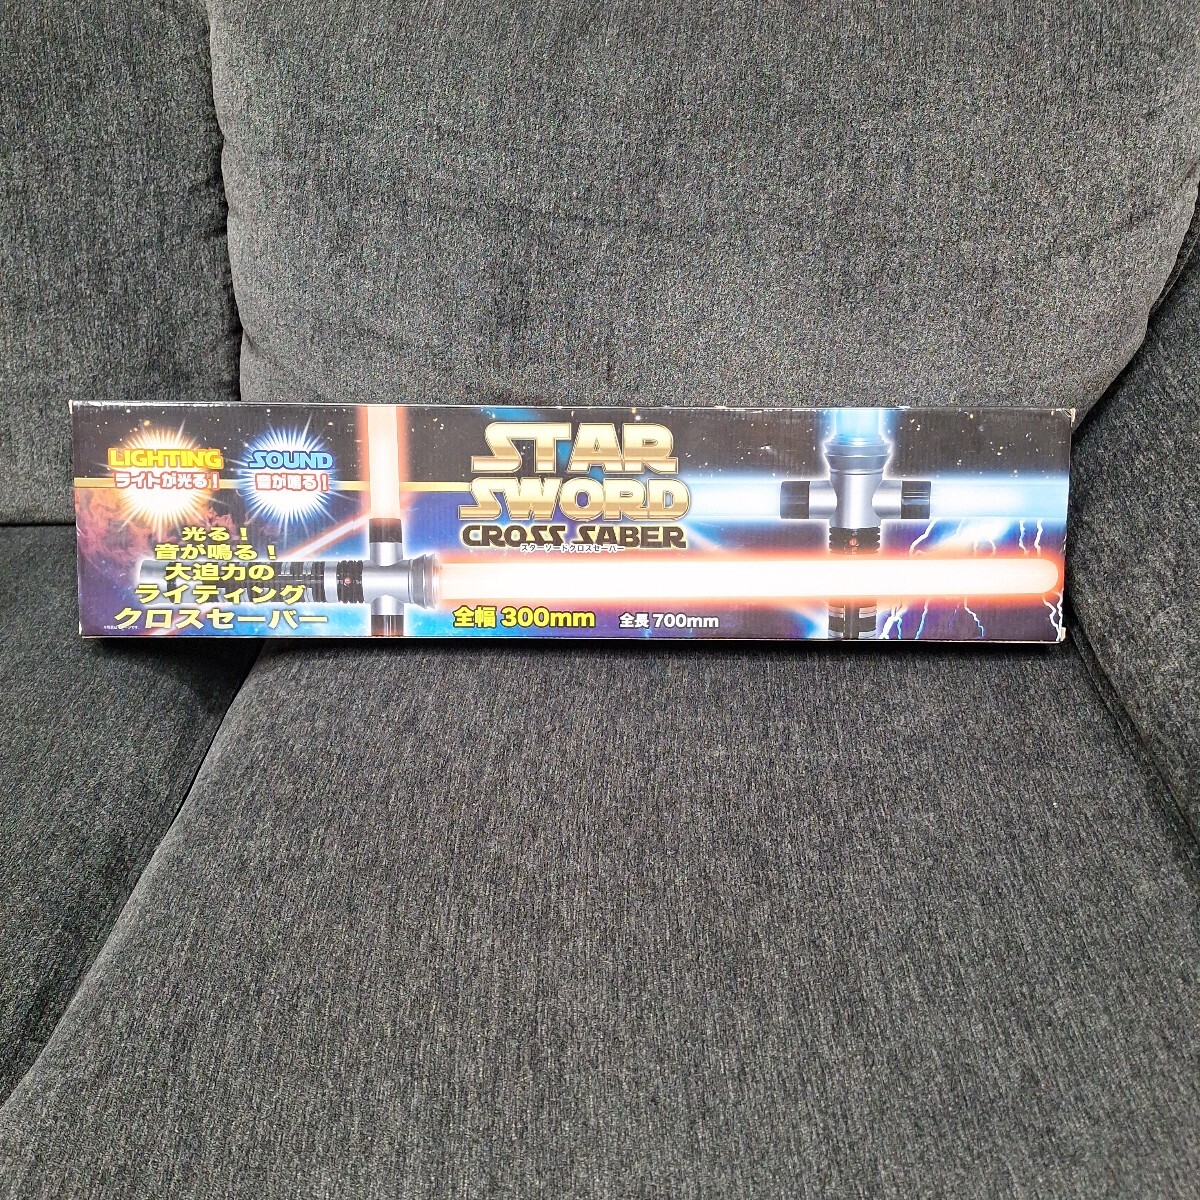 LIGHTING
ライトが光る！
SOUND
音が鳴る！
光る！
音が鳴る！
大迫力の
ライティング
クロスセーバー
STAR
SWORD
CROSS SABER
スターソードクロスセーバー
全幅 300mm
全長 700mm